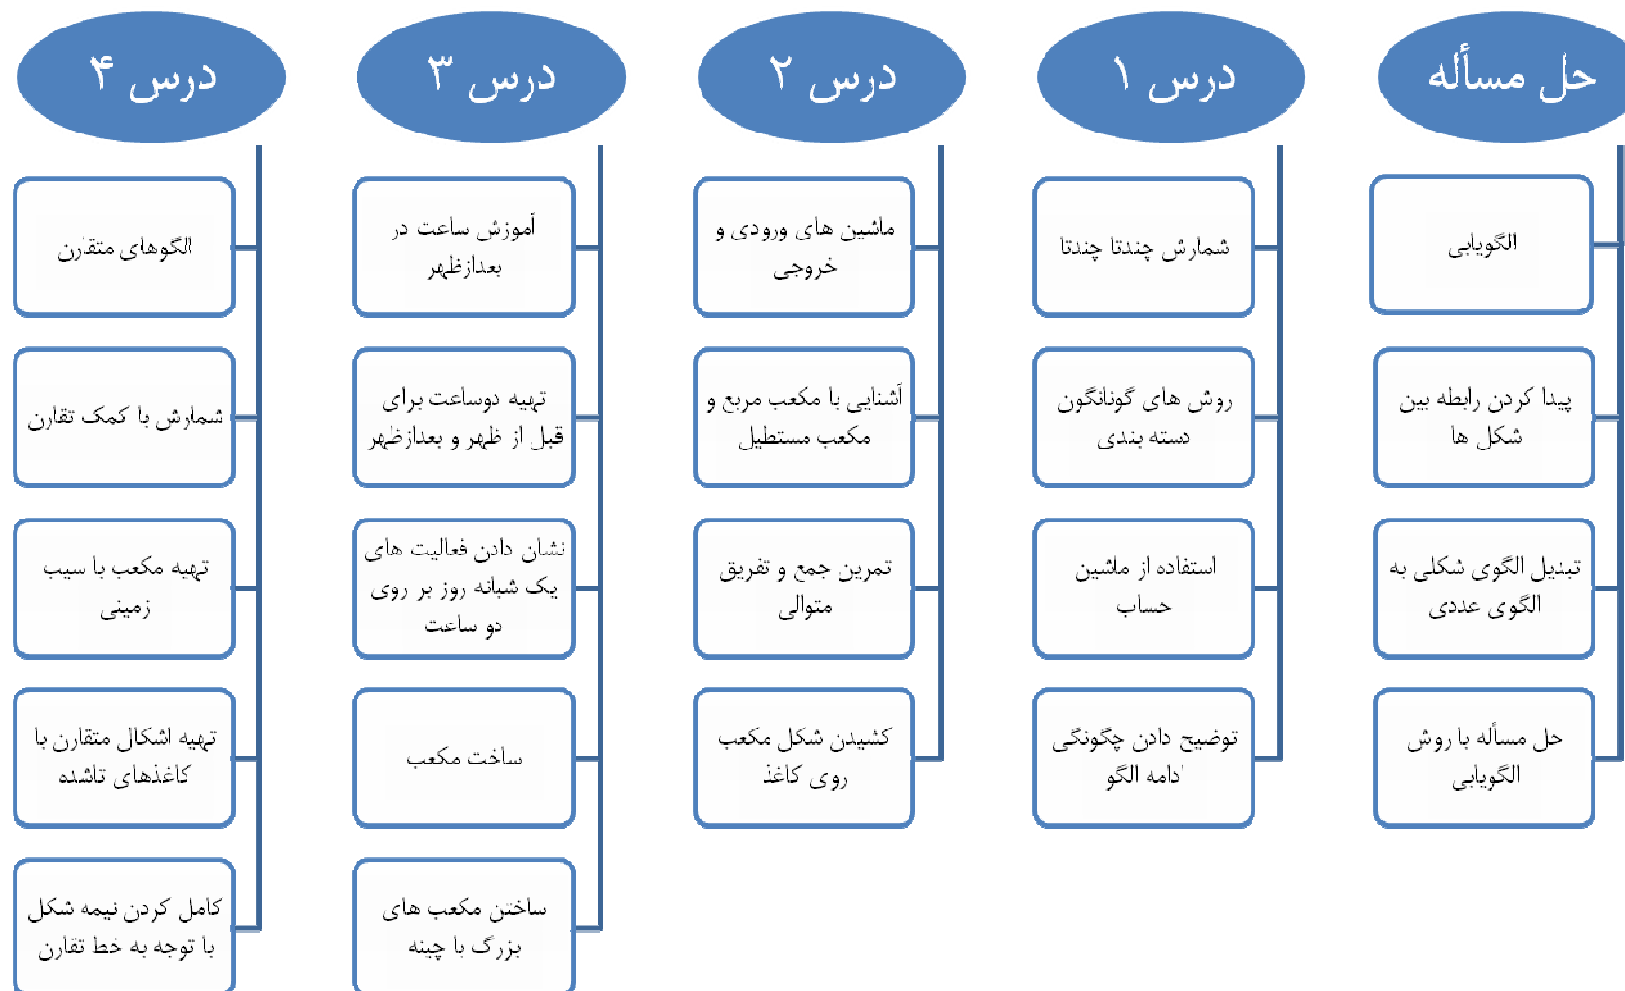 حل مسأله
الگویابی
پیدا کردن رابطه بین
شکل ها
تبدیل الگوی شکلی به
الگوی عددی
حل مسأله با روش
الگویابی
درس ۱
شمارش چندتا چندتا
روش های گوناگون
دسته بندی
استفاده از ماشین
حساب
توضیح دادن چگونگی
ادامه الگو
درس ۲
ماشین های ورودی و
خروجی
آشنایی با مکعب مربع و
مکعب مستطیل
تمرین جمع و تفریق
متوالی
کشیدن شکل مکعب
روی کاغذ
درس ۳
آموزش ساعت در
بعدازظهر
تهیه دوساعت برای
قبل از ظهر و بعدازظهر
نشان دادن فعالیت های
یک شبانه روز بر روی
دو ساعت
ساخت مکعب
ساختن مکعب های
بزرگ با چینه
درس ۴
الگوهای متقارن
شمارش با کمک تقارن
تهیه مکعب با سیب
زمینی
تهیه اشکال متقارن با
کاغذهای تاشده
کامل کردن نیمه شکل
با توجه به خط تقارن